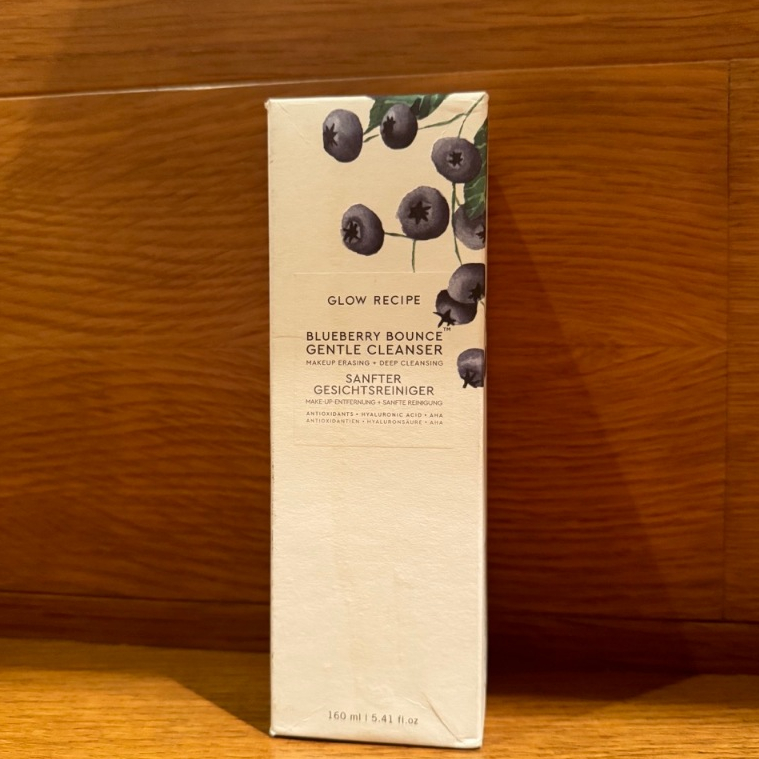 GLOW RECIPE
BLUEBERRY BOUNCE™
GENTLE CLEANSER
MAKEUP ERASING + DEEP CLEANSING
SANFTER
GESICHTSREINIGER
MAKE-UP-ENTFERNUNG + SANFTE REINIGUNG
ANTIOXIDANTS + HYALURONIC ACID + AHA
ANTIOXIDANTIEN + HYALURONSÄURE + AHA
160 ml | 5.41 fl.oz